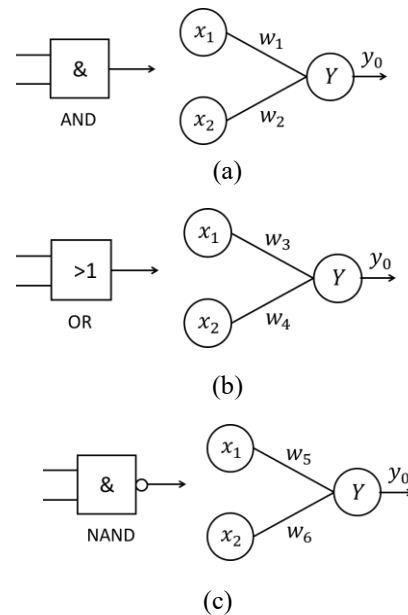 & x₁ w₁ Y y₀
AND x₂ w₂
(a)
>1 x₁ w₃ Y y₀
OR x₂ w₄
(b)
& x₁ w₅ Y y₀
NAND x₂ w₆
(c)